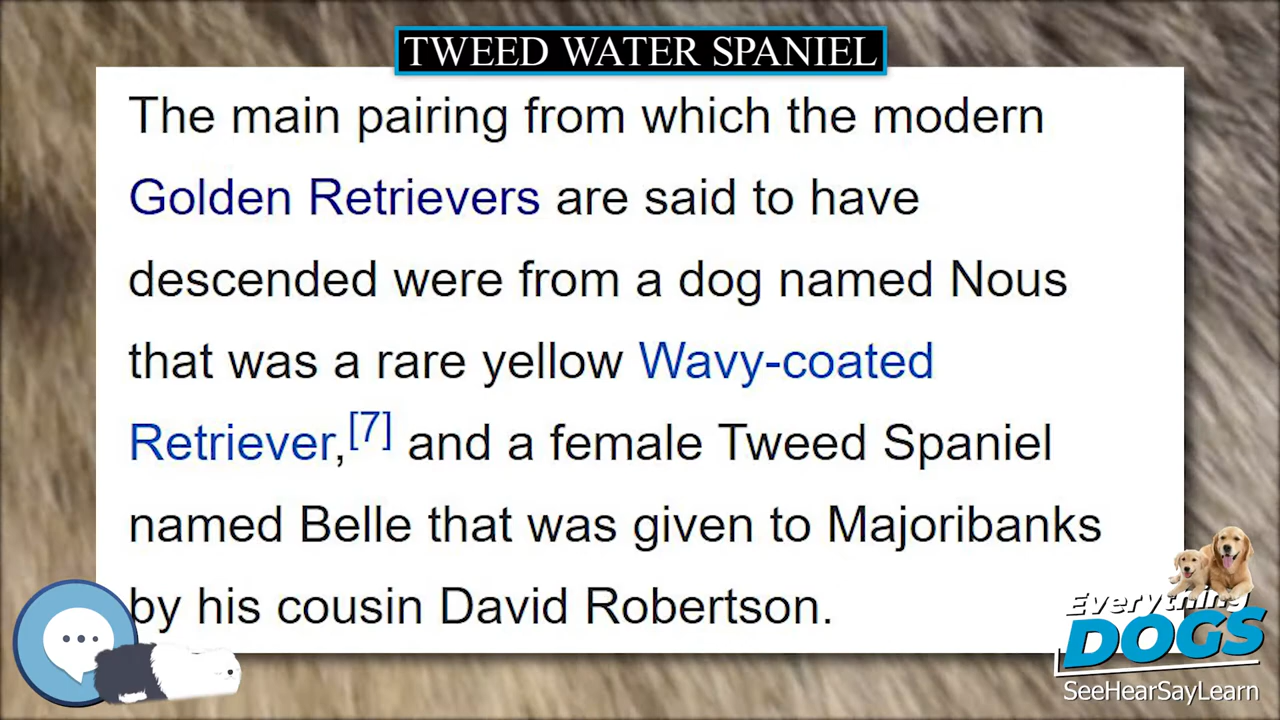 TWEED WATER SPANIEL
The main pairing from which the modern
Golden Retrievers are said to have
descended were from a dog named Nous
that was a rare yellow Wavy-coated
Retriever,[7] and a female Tweed Spaniel
named Belle that was given to Majoribanks
by his cousin David Robertson.
Everything
DOGS
SeeHearSayLearn